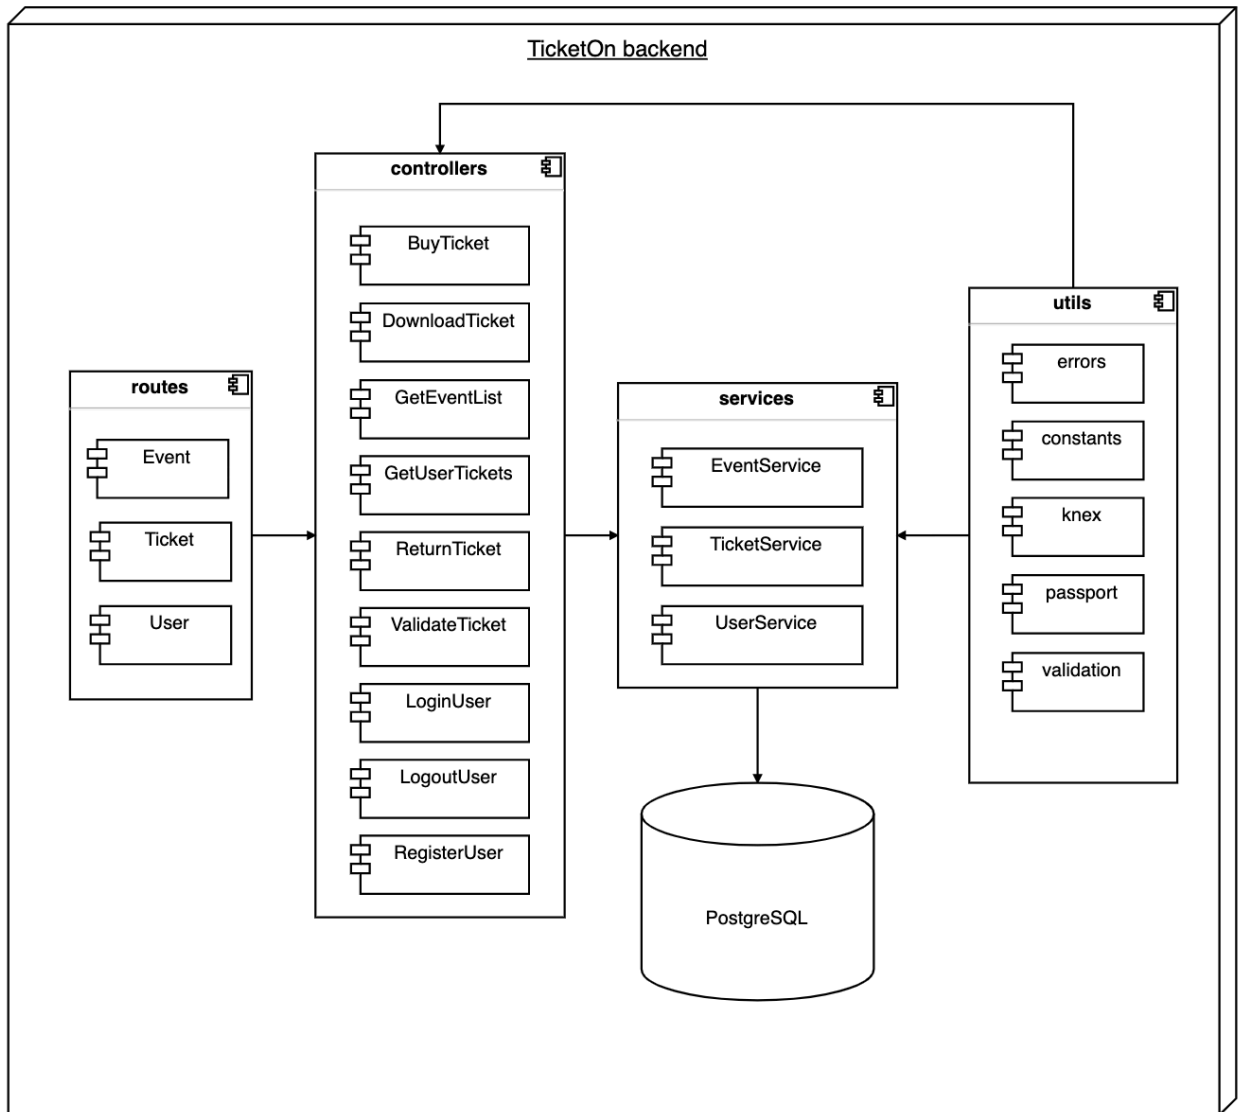 TicketOn backend
controllers
BuyTicket
DownloadTicket
GetEventList
GetUserTickets
ReturnTicket
ValidateTicket
LoginUser
LogoutUser
RegisterUser
routes
Event
Ticket
User
services
EventService
TicketService
UserService
utils
errors
constants
knex
passport
validation
PostgreSQL